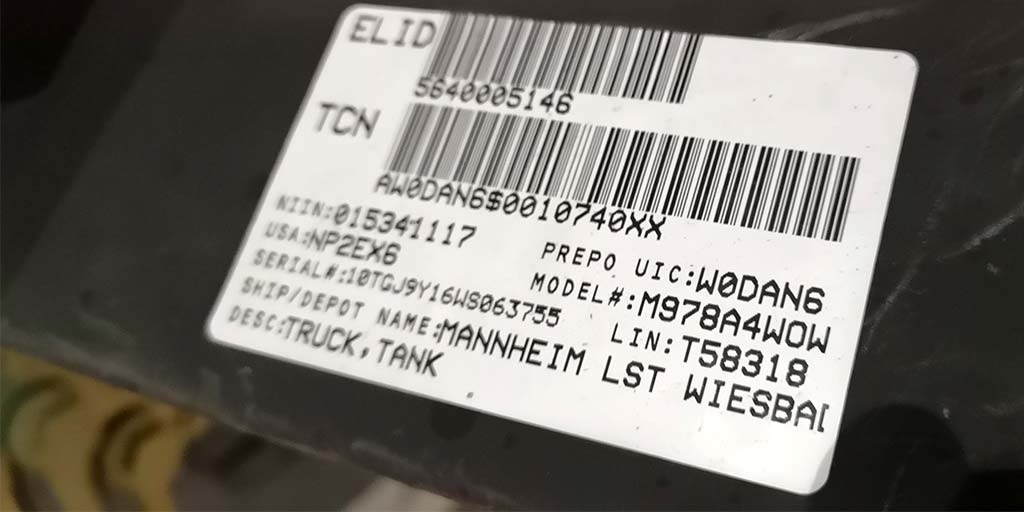 ELID
5640005146
TCN
AW0DAN6$0010740XX
NIIN:015341117 PREPO UIC:W0DAN6
USA:NP2EX6 MODEL#:M978A4WOW
SERIAL#:10TGJ9Y16WS063755 LIN:T58318
SHIP/DEPOT NAME:MANNHEIM LST WIESBAD
DESC:TRUCK,TANK